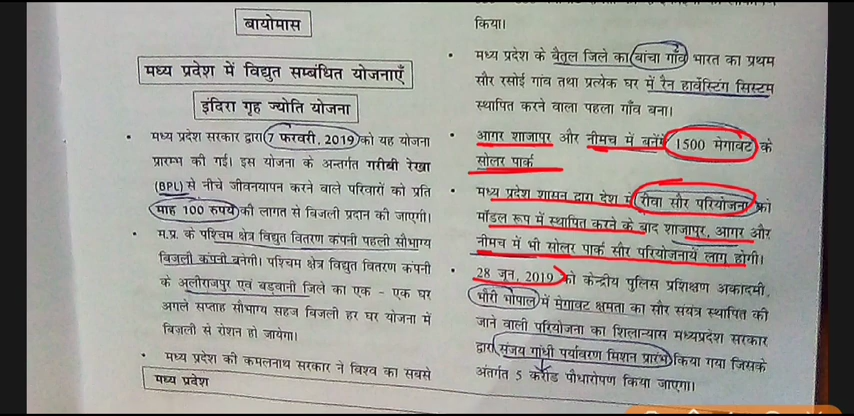 बायोमास
मध्य प्रदेश में विद्युत सम्बंधित योजनाएँ
इंदिरा गृह ज्योति योजना
• मध्य प्रदेश सरकार द्वारा 7 फरवरी, 2019 को यह योजना
प्रारम्भ की गई। इस योजना के अन्तर्गत गरीबी रेखा
(BPL) से नीचे जीवनयापन करने वाले परिवारों को प्रति
माह 100 रुपये की लागत से बिजली प्रदान की जाएगी।
• म.प्र. के पश्चिम क्षेत्र विद्युत वितरण कंपनी पहली सौभाग्य
बिजली कंपनी बनेगी। पश्चिम क्षेत्र विद्युत वितरण कंपनी
के अलीराजपुर एवं बड़वानी जिले का एक - एक घर
अगले सप्ताह सौभाग्य सहज बिजली हर घर योजना में
बिज़ली से रोशन हो जायेगा।
• मध्य प्रदेश की कमलनाथ सरकार ने विश्व का सबसे
मध्य प्रदेश
किया।
• मध्य प्रदेश के बैतूल जिले का बांचा गाँव भारत का प्रथम
सौर रसोई गांव तथा प्रत्येक घर में रैन हार्वेस्टिंग सिस्टम
स्थापित करने वाला पहला गाँव बना।
• आगर शाजापुर और नीमच में बनेंगे 1500 मेगावट के
सोलर पार्क
• मध्य प्रदेश शासन द्वारा देश में रीवा सौर परियोजना को
मॉडल रूप में स्थापित करने के बाद शाजापुर, आगर और
नीमच में भी सोलर पार्क सौर परियोजनायें लागू होगी।
• 28 जून, 2019 को केन्द्रीय पुलिस प्रशिक्षण अकादमी,
भौरी भोपाल में मेगावट क्षमता का सौर संयंत्र स्थापित की
जाने वाली परियोजना का शिलान्यास मध्यप्रदेश सरकार
द्वारा संजय गांधी पर्यावरण मिशन प्रारंभ किया गया जिसके
अंतर्गत 5 करोड पौधारोपण किया जाएगा।